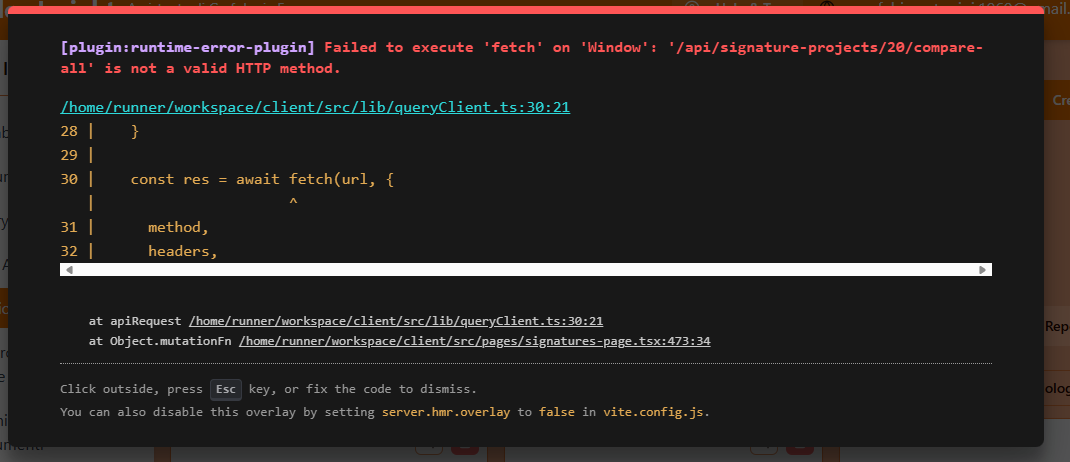 [plugin:runtime-error-plugin] Failed to execute 'fetch' on 'Window': '/api/signature-projects/20/compare-
all' is not a valid HTTP method.
/home/runner/workspace/client/src/lib/queryClient.ts:30:21
28 |    }
29 |
30 |    const res = await fetch(url, {
   |                      ^
31 |      method,
32 |      headers,
at apiRequest /home/runner/workspace/client/src/lib/queryClient.ts:30:21
at Object.mutationFn /home/runner/workspace/client/src/pages/signatures-page.tsx:473:34
Click outside, press Esc key, or fix the code to dismiss.
You can also disable this overlay by setting server.hmr.overlay to false in vite.config.js.